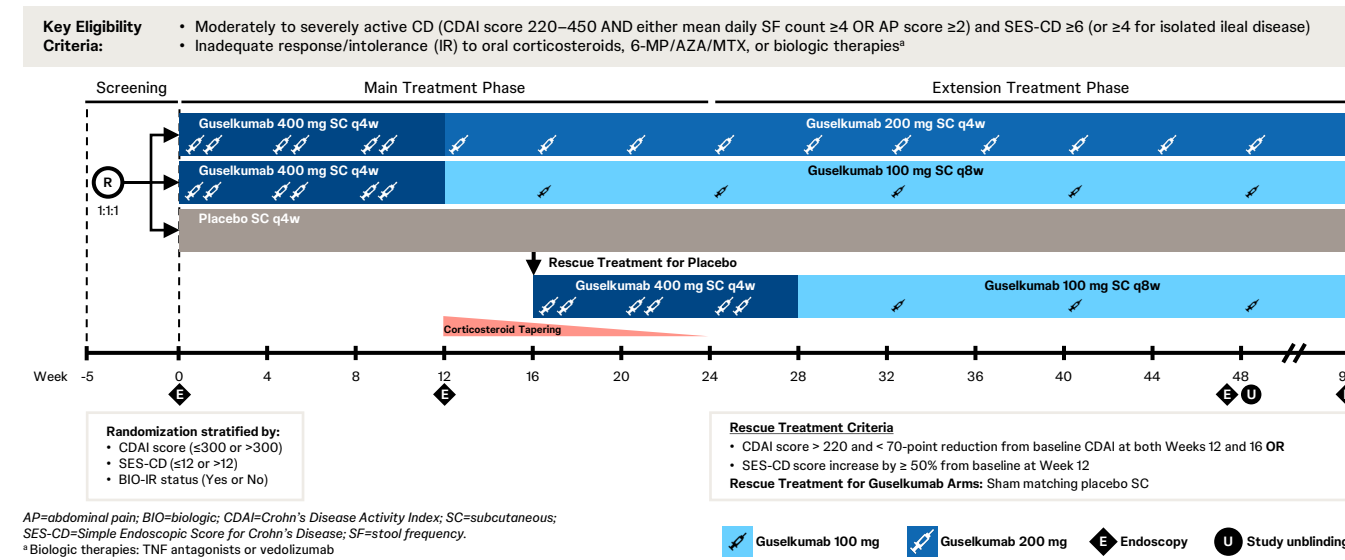 Key Eligibility Criteria:
• Moderately to severely active CD (CDAI score 220–450 AND either mean daily SF count ≥4 OR AP score ≥2) and SES-CD ≥6 (or ≥4 for isolated ileal disease)
• Inadequate response/intolerance (IR) to oral corticosteroids, 6-MP/AZA/MTX, or biologic therapiesᵃ
Screening
Main Treatment Phase
Extension Treatment Phase
Guselkumab 400 mg SC q4w
Guselkumab 200 mg SC q4w
R
1:1:1
Guselkumab 400 mg SC q4w
Guselkumab 100 mg SC q8w
Placebo SC q4w
Rescue Treatment for Placebo
Guselkumab 400 mg SC q4w
Guselkumab 100 mg SC q8w
Corticosteroid Tapering
Week -5 0 4 8 12 16 20 24 28 32 36 40 44 48 9
E E E U
Randomization stratified by:
• CDAI score (≤300 or >300)
• SES-CD (≤12 or >12)
• BIO-IR status (Yes or No)
Rescue Treatment Criteria
• CDAI score > 220 and < 70-point reduction from baseline CDAI at both Weeks 12 and 16 OR
• SES-CD score increase by ≥ 50% from baseline at Week 12
Rescue Treatment for Guselkumab Arms: Sham matching placebo SC
AP=abdominal pain; BIO=biologic; CDAI=Crohn's Disease Activity Index; SC=subcutaneous;
SES-CD=Simple Endoscopic Score for Crohn's Disease; SF=stool frequency.
ᵃ Biologic therapies: TNF antagonists or vedolizumab
Guselkumab 100 mg
Guselkumab 200 mg
E Endoscopy
U Study unblinding